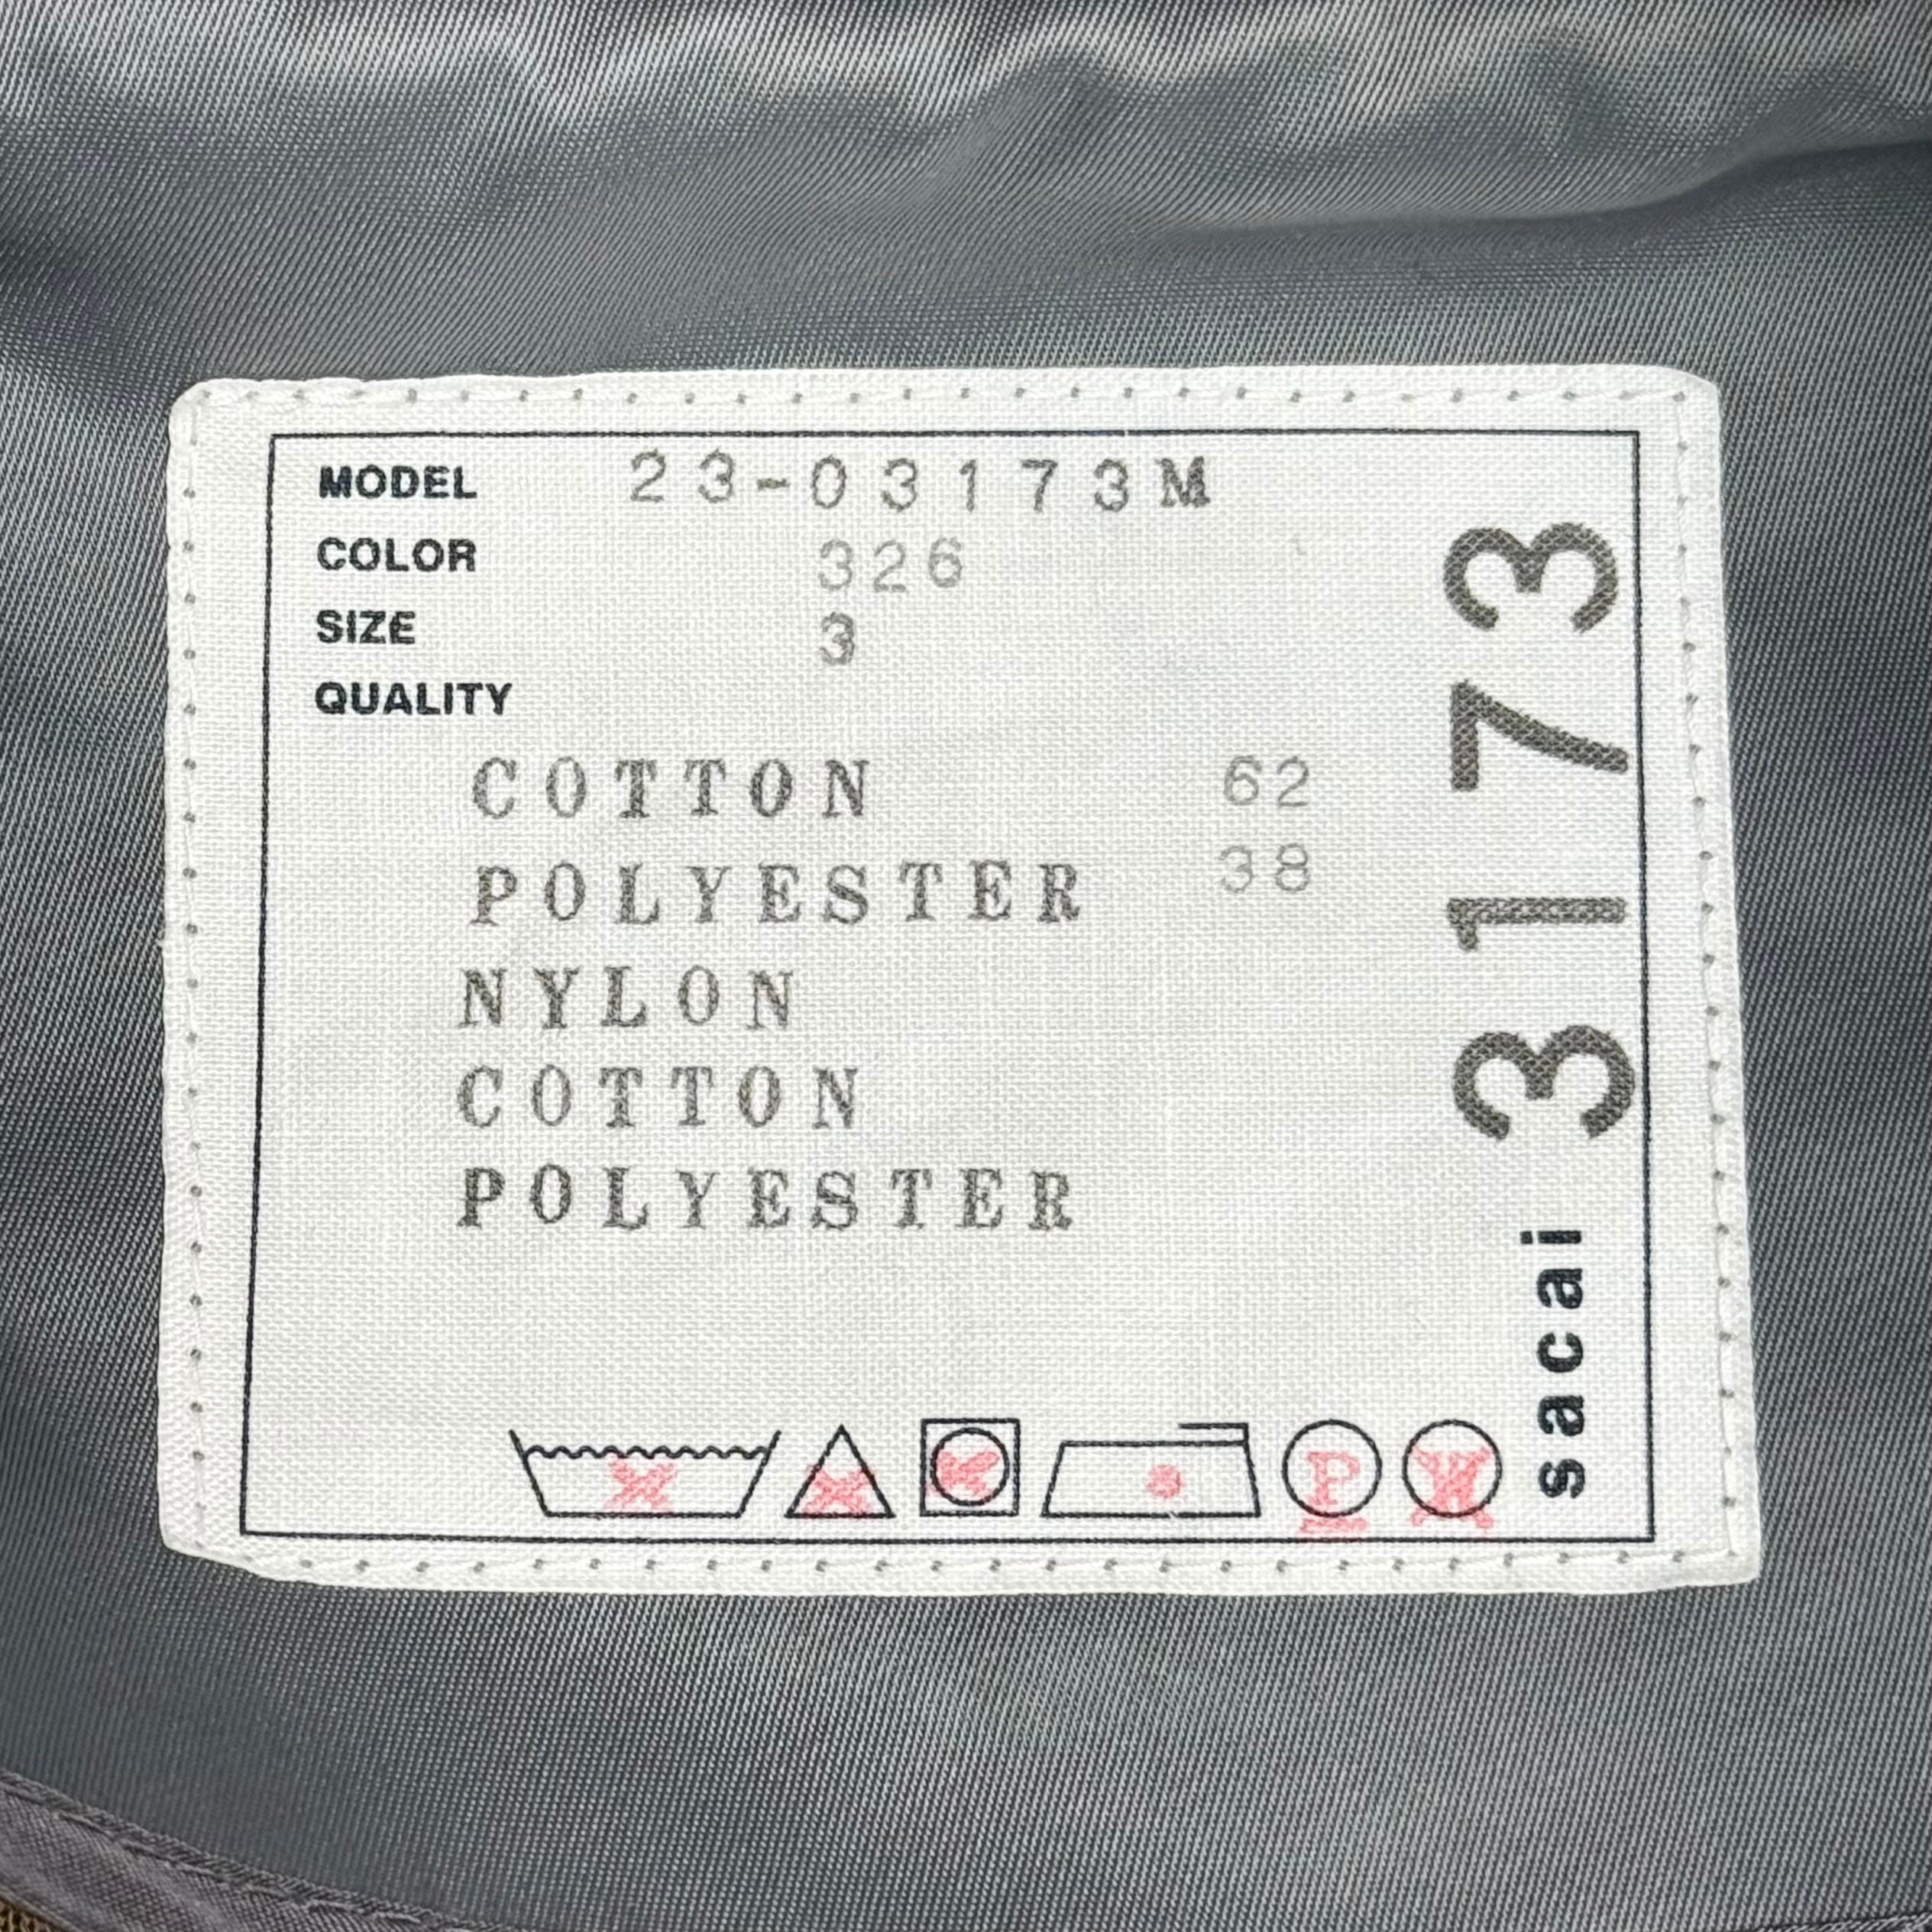 MODEL 23-03173M
COLOR 326
SIZE 3
QUALITY
COTTON 62
POLYESTER 38
NYLON
COTTON
POLYESTER
P W
sacai 3173